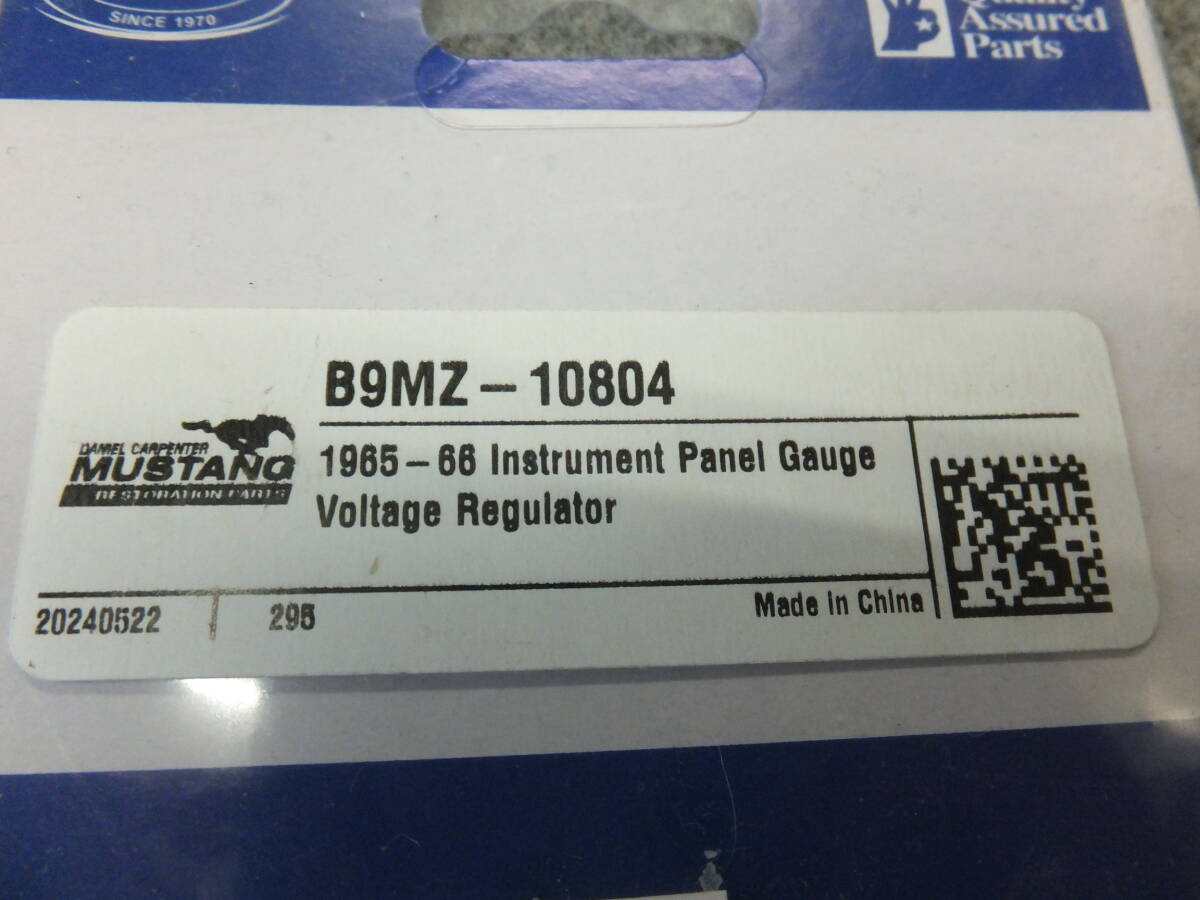 SINCE 1970
Quality
Assured
Parts
B9MZ-10804
DANIEL CARPENTER
MUSTANG
RESTORATION PARTS
1965-66 Instrument Panel Gauge
Voltage Regulator
20240522 295
Made in China